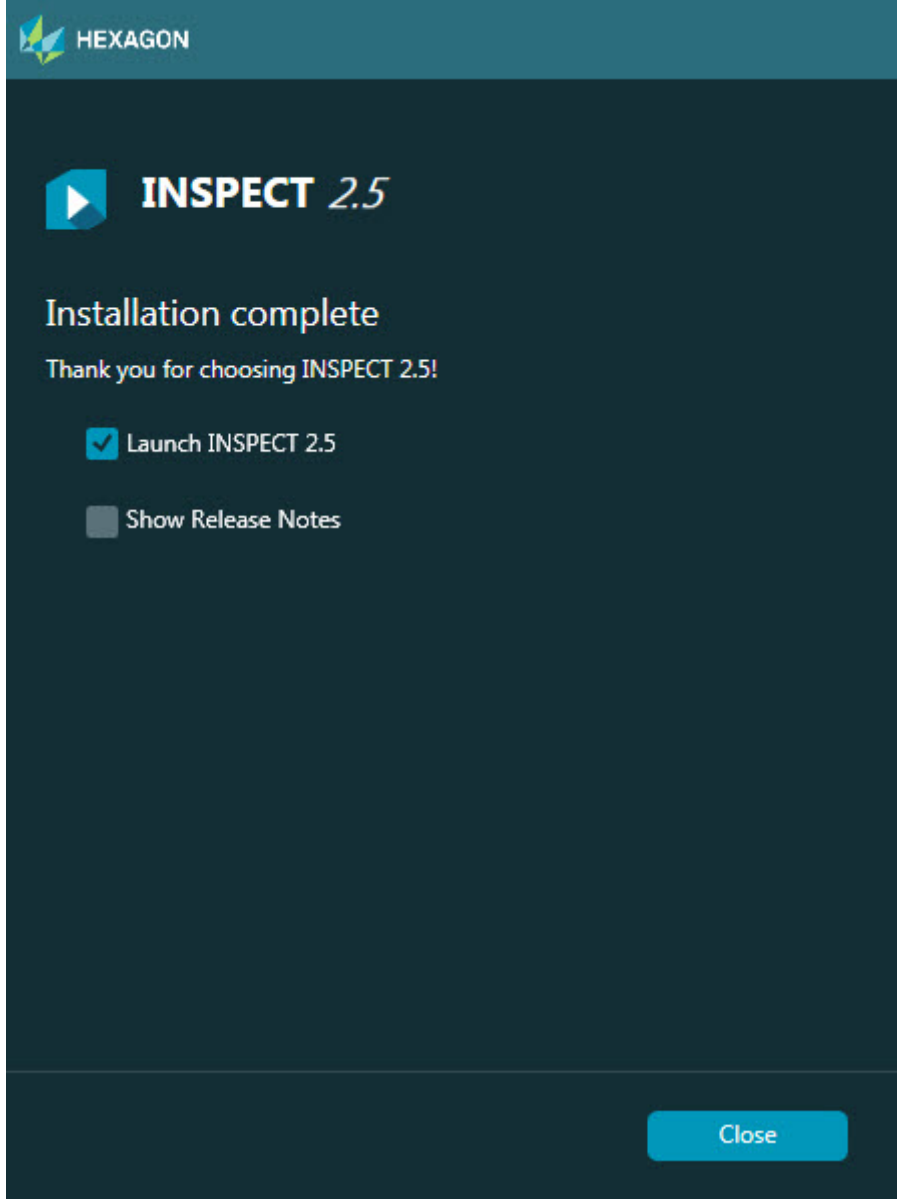 HEXAGON
INSPECT 2.5
Installation complete
Thank you for choosing INSPECT 2.5!
Launch INSPECT 2.5
Show Release Notes
Close